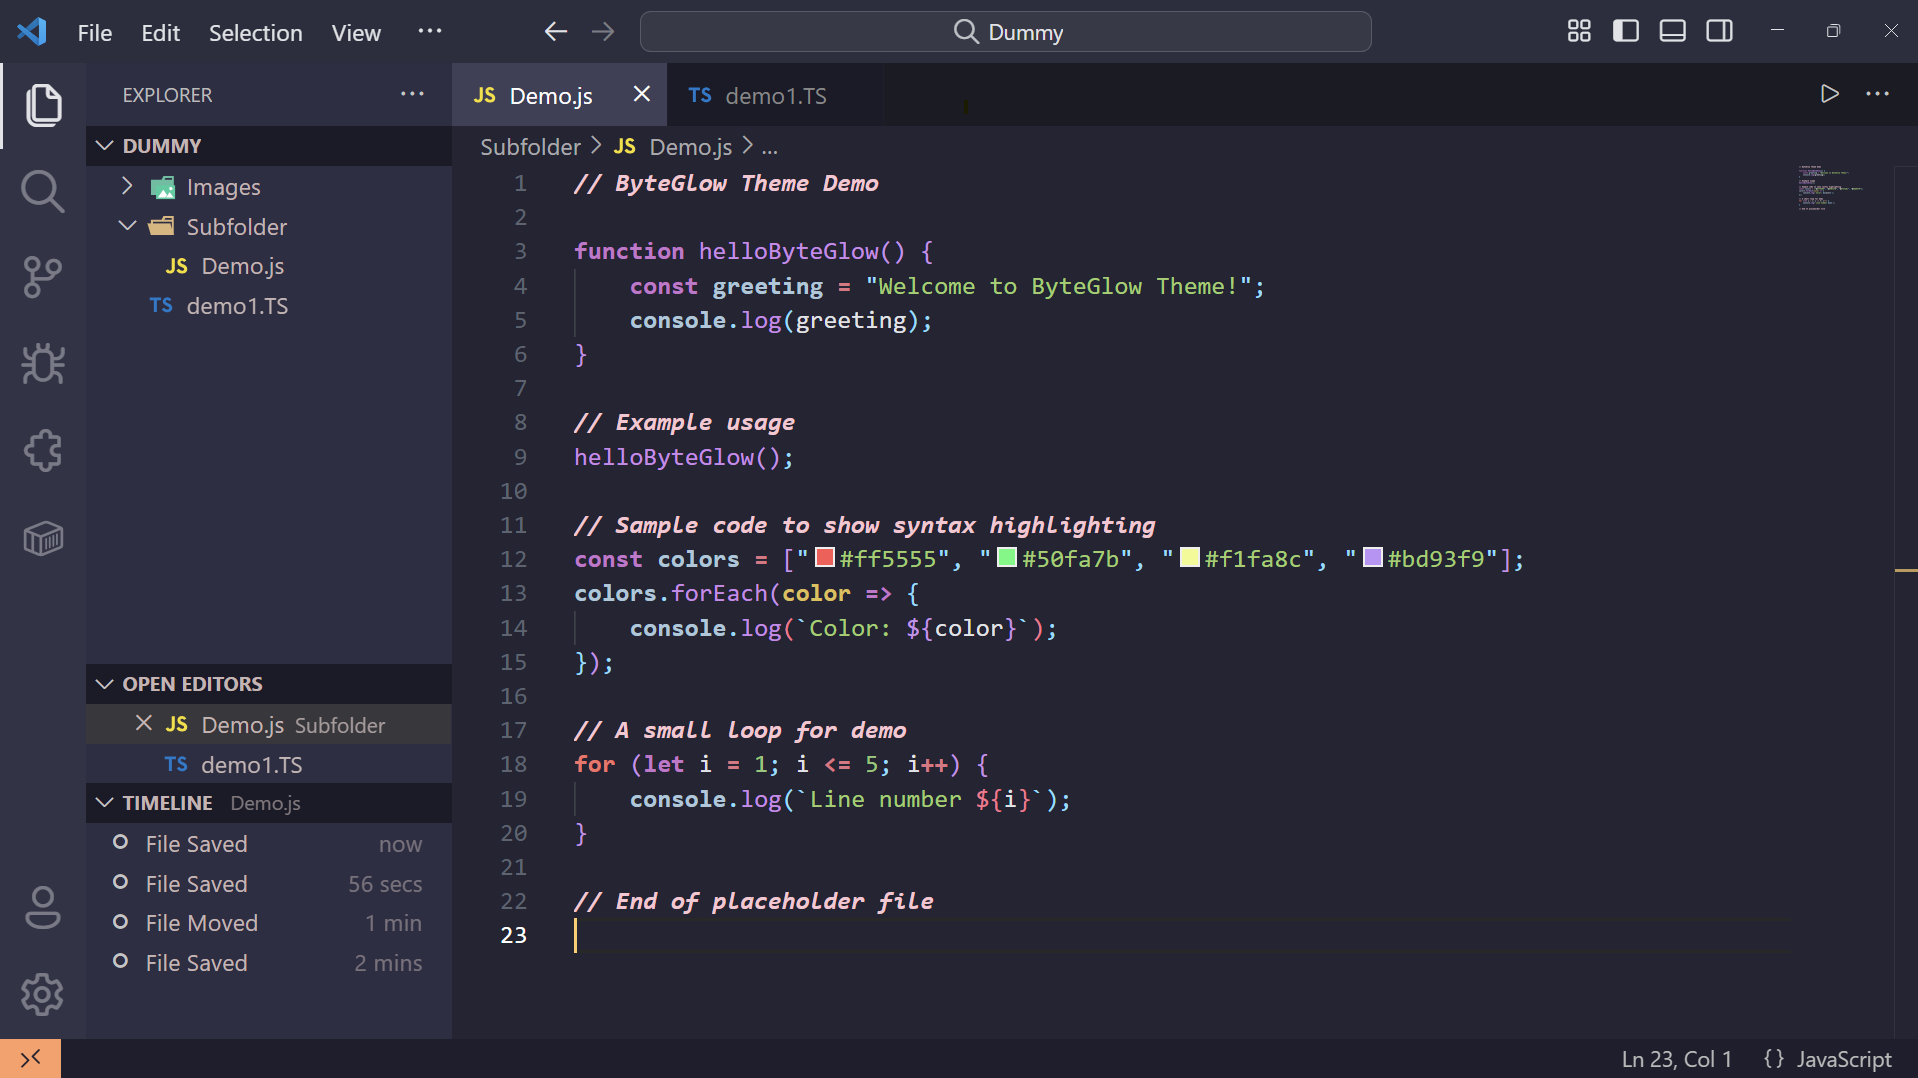 File Edit Selection View ···
Dummy
EXPLORER ···
DUMMY
Images
Subfolder
JS Demo.js
TS demo1.TS
OPEN EDITORS
JS Demo.js Subfolder
TS demo1.TS
TIMELINE Demo.js
File Saved now
File Saved 56 secs
File Moved 1 min
File Saved 2 mins
JS Demo.js
TS demo1.TS
Subfolder > JS Demo.js > ...
1 // ByteGlow Theme Demo
2
3 function helloByteGlow() {
4     const greeting = "Welcome to ByteGlow Theme!";
5     console.log(greeting);
6 }
7
8 // Example usage
9 helloByteGlow();
10
11 // Sample code to show syntax highlighting
12 const colors = ["#ff5555", "#50fa7b", "#f1fa8c", "#bd93f9"];
13 colors.forEach(color => {
14     console.log(`Color: ${color}`);
15 });
16
17 // A small loop for demo
18 for (let i = 1; i <= 5; i++) {
19     console.log(`Line number ${i}`);
20 }
21
22 // End of placeholder file
23
Ln 23, Col 1 {} JavaScript